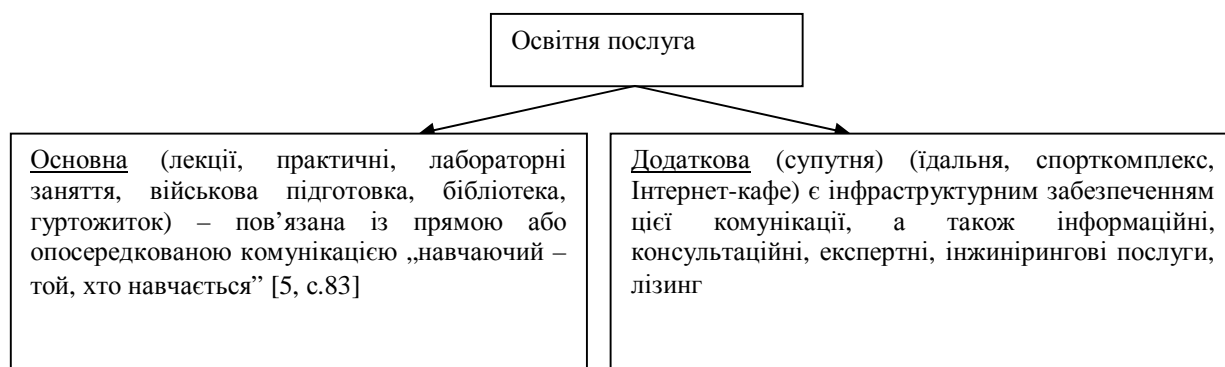 Освітня послуга
Основна (лекції, практичні, лабораторні
заняття, військова підготовка, бібліотека,
гуртожиток) – пов’язана із прямою або
опосередкованою комунікацією „навчаючий –
той, хто навчається” [5, с.83]
Додаткова (супутня) (їдальня, спорткомплекс,
Інтернет-кафе) є інфраструктурним забезпеченням
цієї комунікації, а також інформаційні,
консультаційні, експертні, інжинірингові послуги,
лізинг